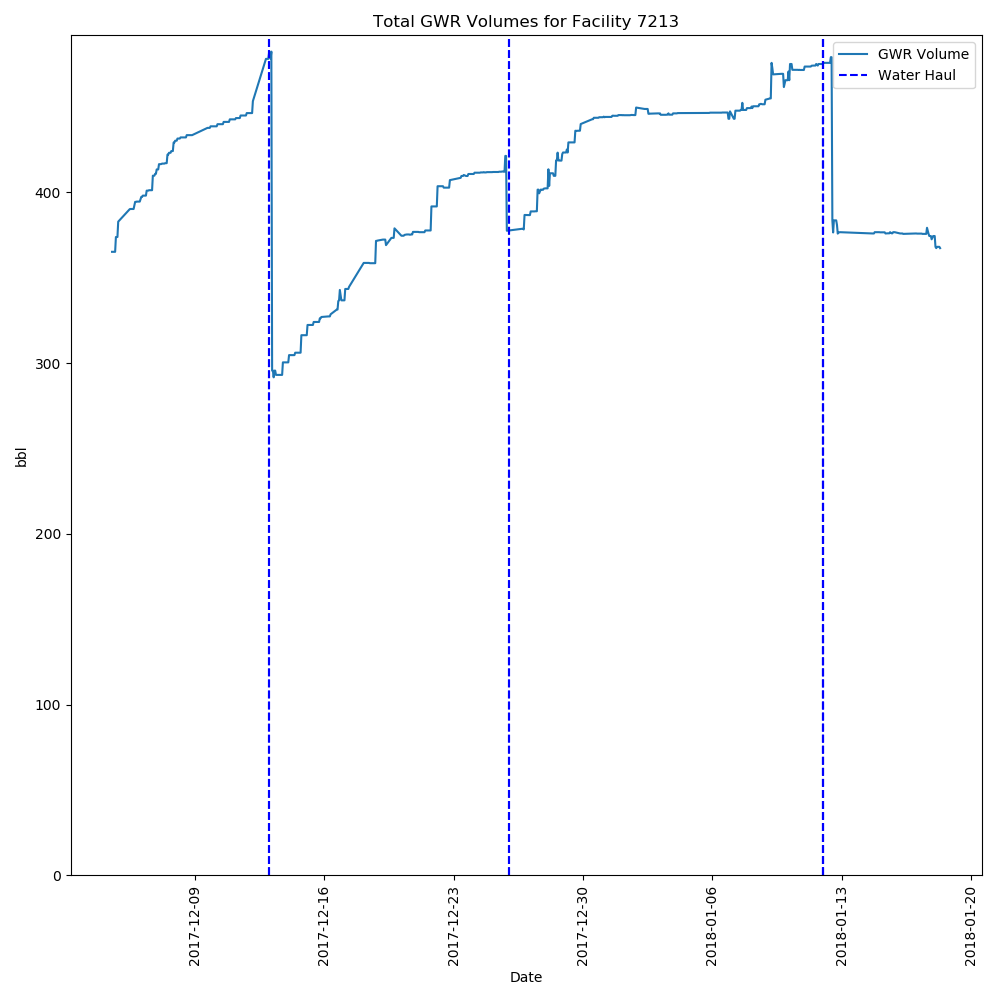 Total GWR Volumes for Facility 7213
GWR Volume
Water Haul
400
300
200
100
0
bbl
2017-12-09
2017-12-16
2017-12-23
2017-12-30
2018-01-06
2018-01-13
2018-01-20
Date